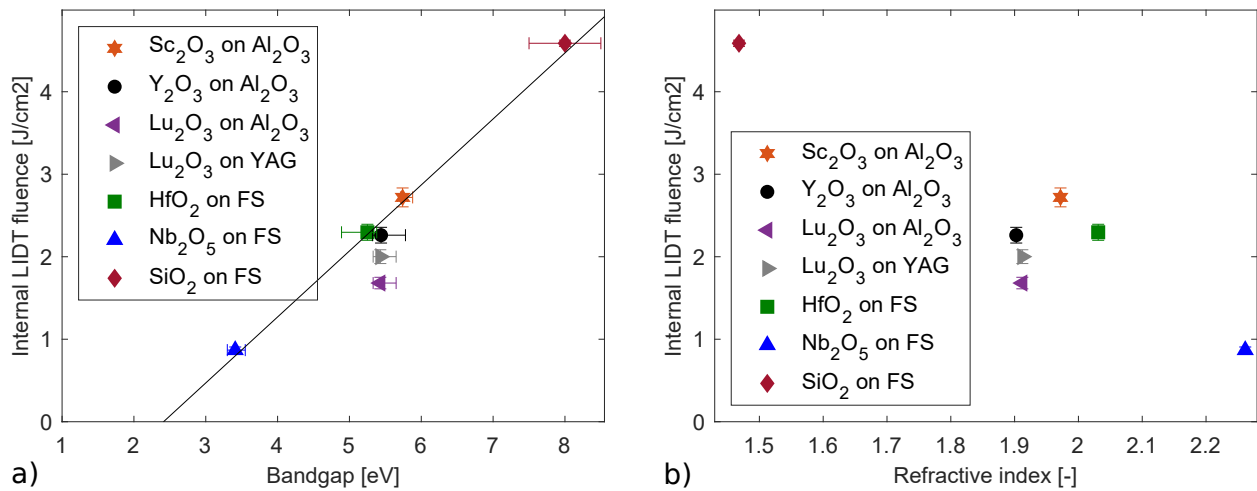 Internal LIDT fluence [J/cm2]
4
3
2
1
0
Sc2O3 on Al2O3
Y2O3 on Al2O3
Lu2O3 on Al2O3
Lu2O3 on YAG
HfO2 on FS
Nb2O5 on FS
SiO2 on FS
1 2 3 4 5 6 7 8
Bandgap [eV]
a)
Internal LIDT fluence [J/cm2]
4
3
2
1
0
Sc2O3 on Al2O3
Y2O3 on Al2O3
Lu2O3 on Al2O3
Lu2O3 on YAG
HfO2 on FS
Nb2O5 on FS
SiO2 on FS
1.5 1.6 1.7 1.8 1.9 2 2.1 2.2
Refractive index [-]
b)